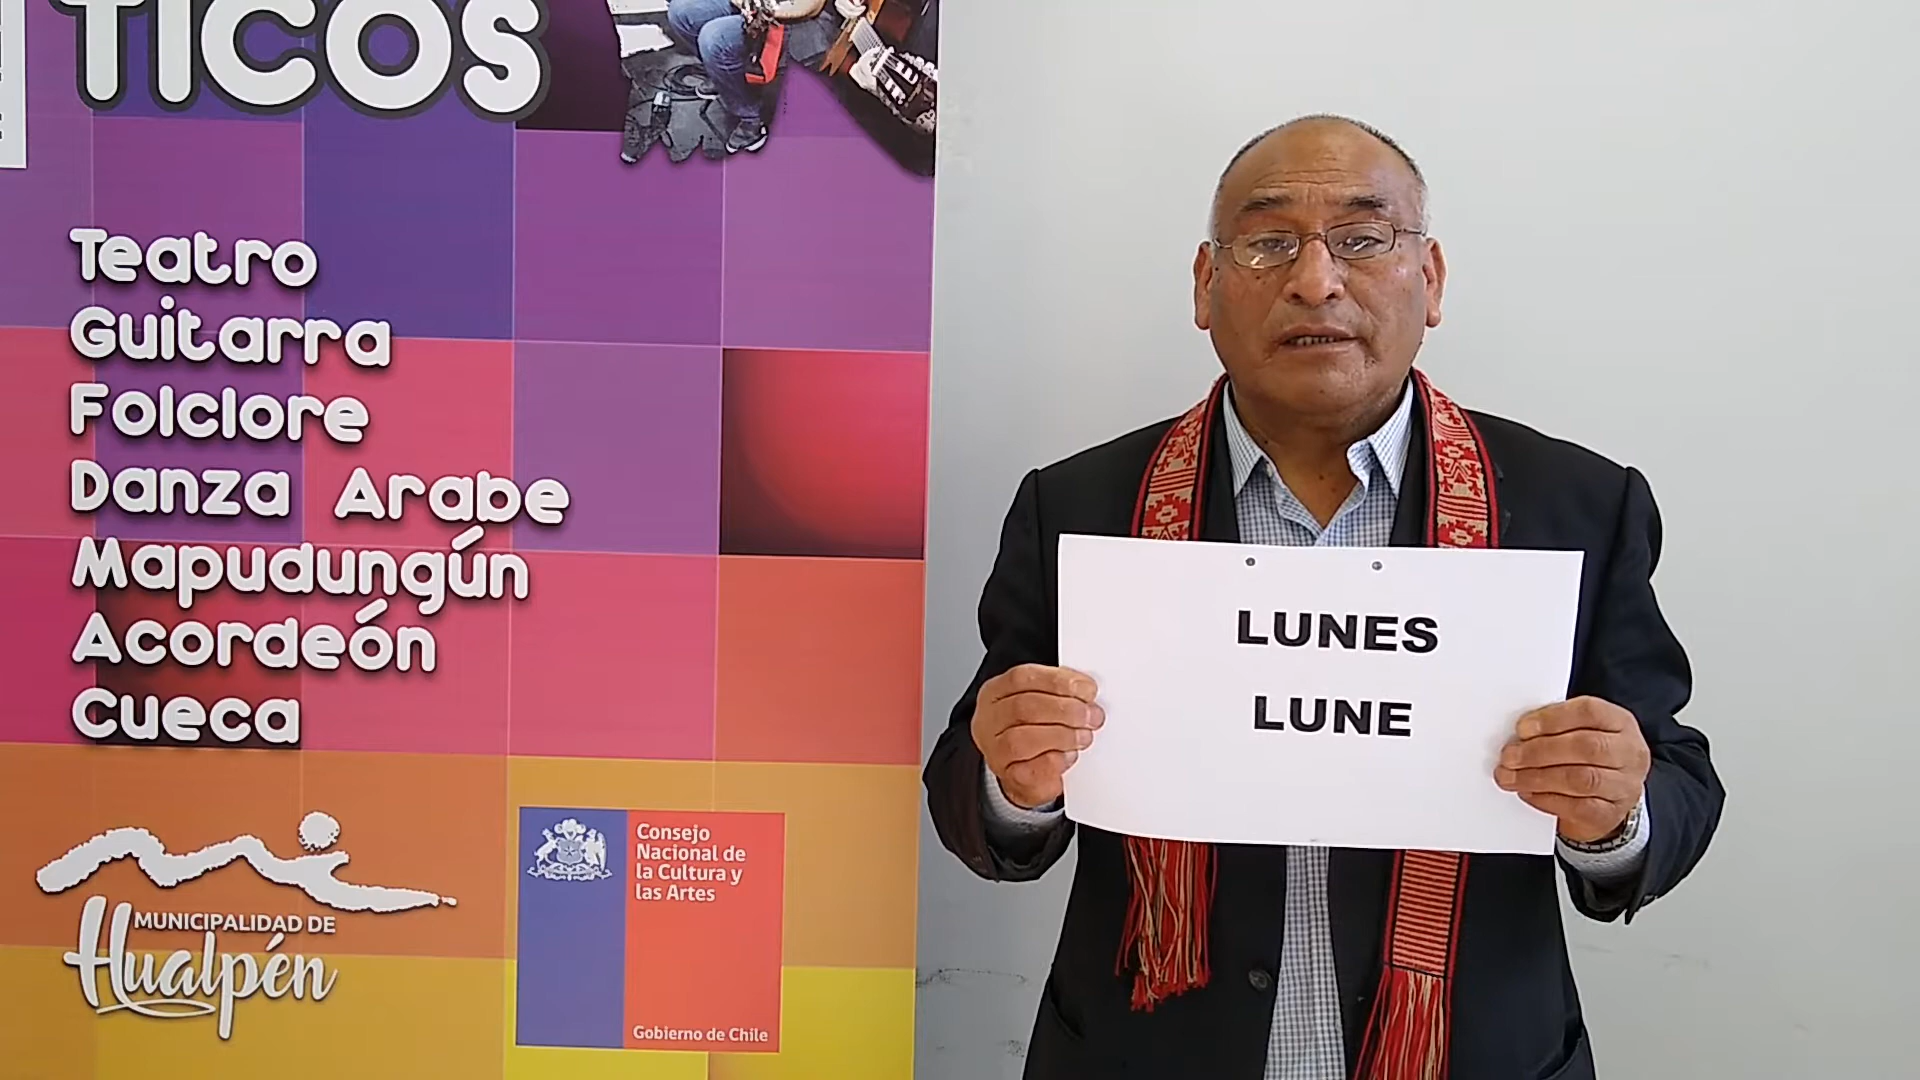 TICOS
Teatro
Guitarra
Folclore
Danza Arabe
Mapudungún
Acordeón
Cueca
MUNICIPALIDAD DE
Hualpén
Consejo
Nacional de
la Cultura y
las Artes
Gobierno de Chile
LUNES
LUNE